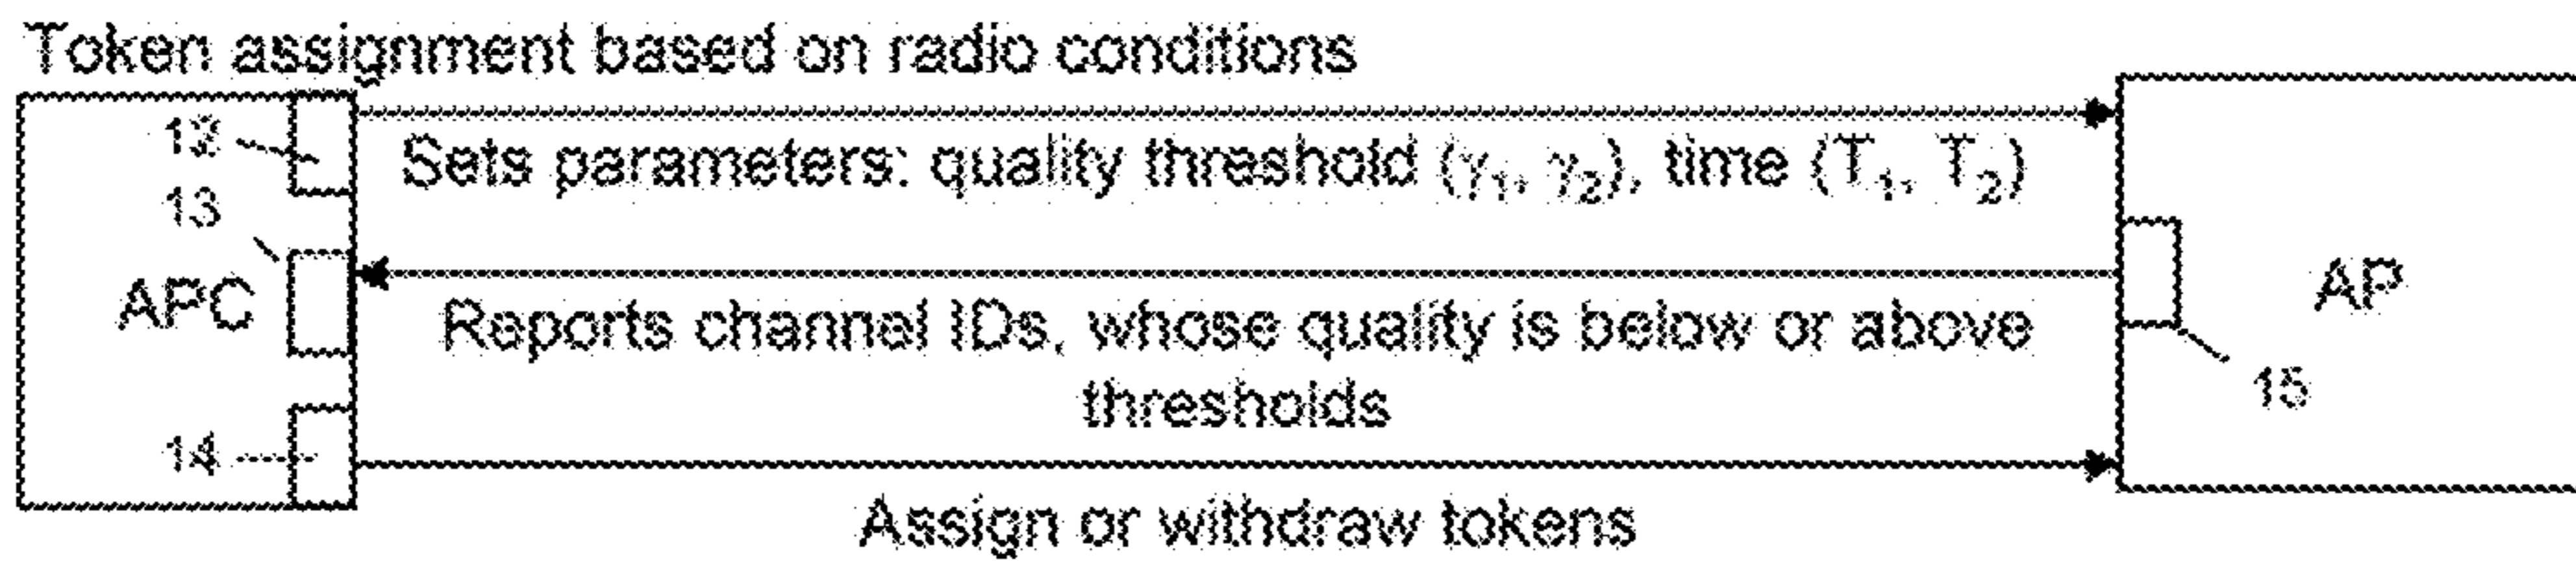 Token assignment based on radio conditions
12
Sets parameters: quality threshold (γ₁, γ₂), time (T₁, T₂)
13
APC
Reports channel IDs, whose quality is below or above
thresholds
AP
15
14
Assign or withdraw tokens